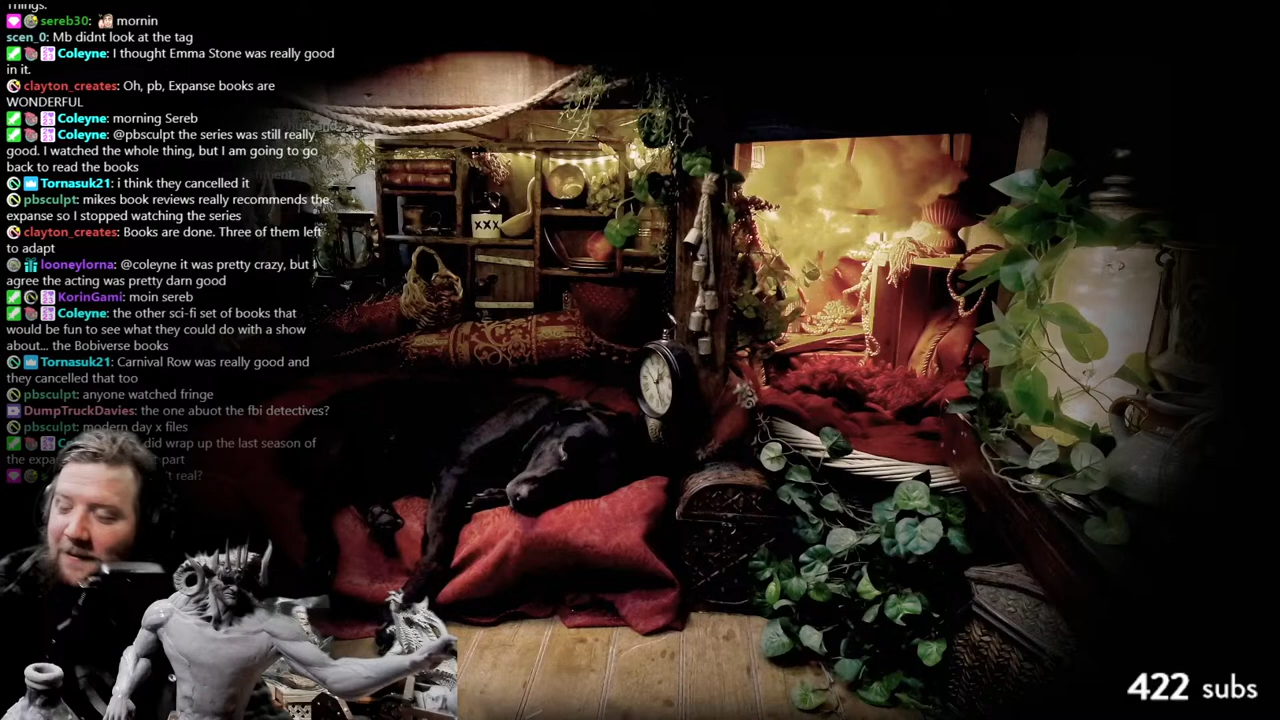 Things.
sereb30: mornin
scen_0: Mb didnt look at the tag
Coleyne: I thought Emma Stone was really good
in it.
clayton_creates: Oh, pb, Expanse books are
WONDERFUL
Coleyne: morning Sereb
Coleyne: @pbsculpt the series was still really
good. I watched the whole thing, but I am going to go
back to read the books
Tornasuk21: i think they cancelled it
pbsculpt: mikes book reviews really recommends the
expanse so I stopped watching the series
clayton_creates: Books are done. Three of them left
to adapt
looneylorna: @coleyne it was pretty crazy, but I
agree the acting was pretty darn good
KorinGami: moin sereb
Coleyne: the other sci-fi set of books that
would be fun to see what they could do with a show
about... the Bobiverse books
Tornasuk21: Carnival Row was really good and
they cancelled that too
pbsculpt: anyone watched fringe
DumpTruckDavies: the one abuot the fbi detectives?
pbsculpt: modern day x files
did wrap up the last season of
the part
real?
XXX
422 subs